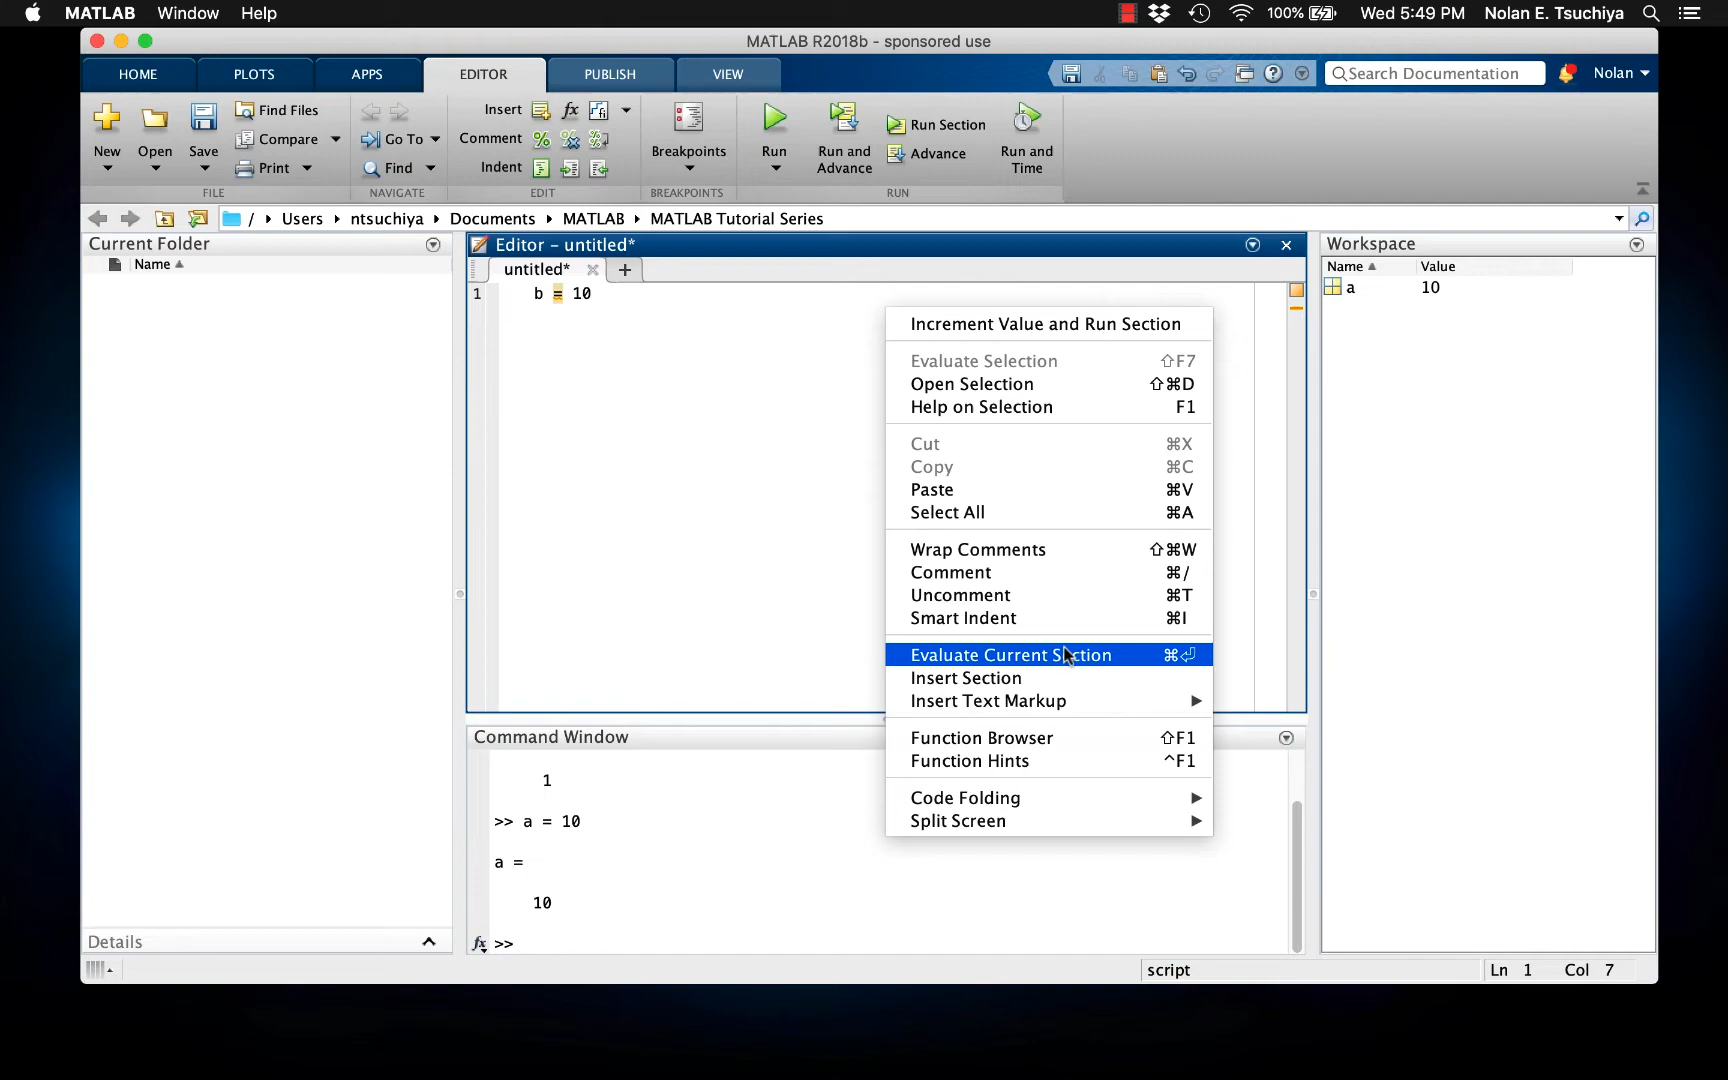 MATLAB Window Help 100% Wed 5:49 PM Nolan E. Tsuchiya
MATLAB R2018b - sponsored use
HOME PLOTS APPS EDITOR PUBLISH VIEW Search Documentation Nolan
New Open Save Find Files Compare Print
FILE
Go To Find
NAVIGATE
Insert fx
Comment % % %
Indent
EDIT
Breakpoints
BREAKPOINTS
Run Run and Advance Run Section Advance Run and Time
RUN
/ Users ntsuchiya Documents MATLAB MATLAB Tutorial Series
Current Folder
Name
Details
Editor - untitled*
untitled* +
1 b = 10
Increment Value and Run Section
Evaluate Selection ⇧F7
Open Selection ⇧⌘D
Help on Selection F1
Cut ⌘X
Copy ⌘C
Paste ⌘V
Select All ⌘A
Wrap Comments ⇧⌘W
Comment ⌘/
Uncomment ⌘T
Smart Indent ⌘I
Evaluate Current Section ⌘⏎
Insert Section
Insert Text Markup
Function Browser ⇧F1
Function Hints ^F1
Code Folding
Split Screen
Command Window
1
>> a = 10
a =
10
fx >>
Workspace
Name Value
a 10
script Ln 1 Col 7